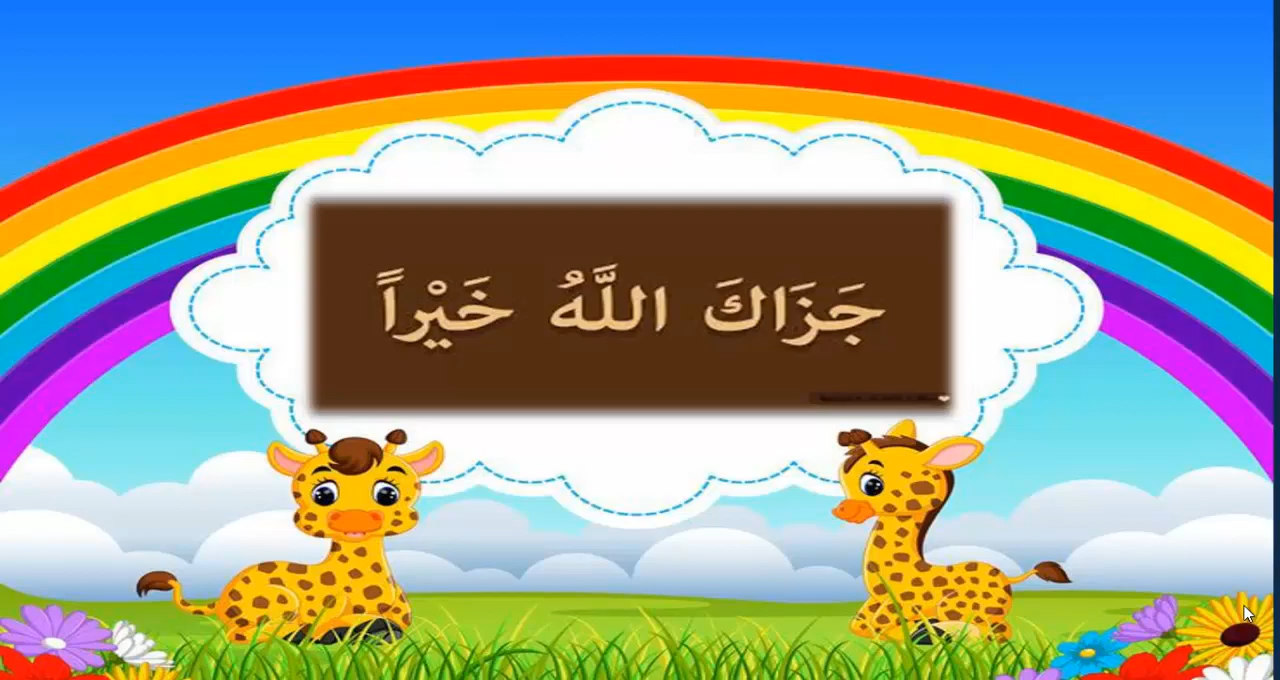 جَزَاكَ اللَّهُ خَيْراً